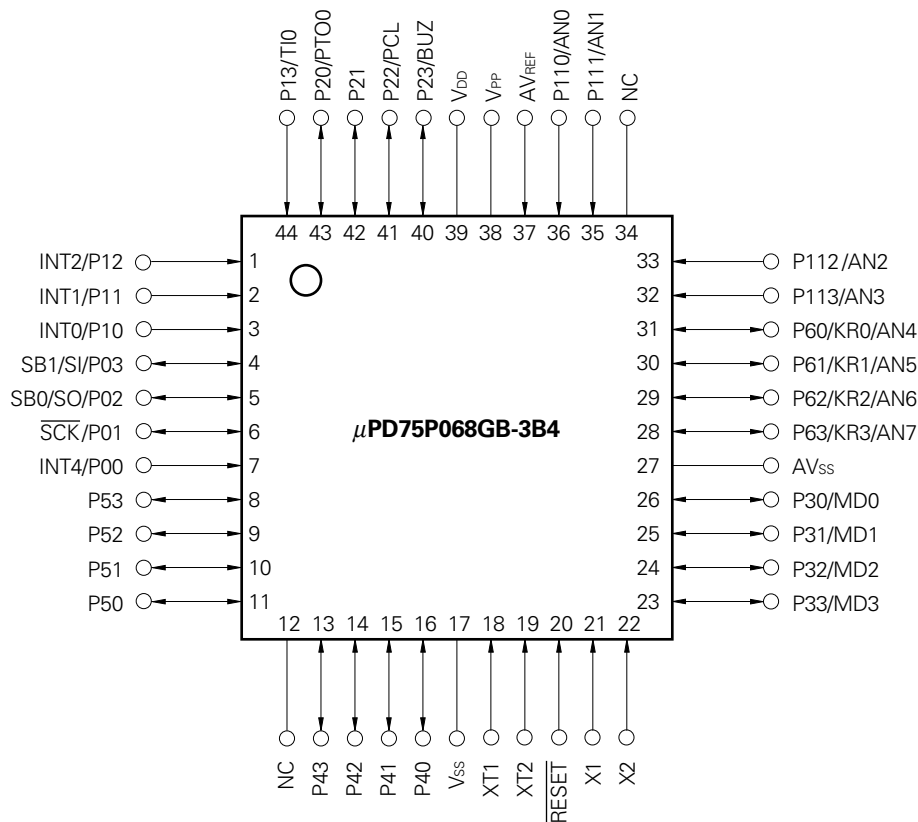 P13/TI0
P20/PTO0
P21
P22/PCL
P23/BUZ
VDD
VPP
AVREF
P110/AN0
P111/AN1
NC
44 43 42 41 40 39 38 37 36 35 34
INT2/P12 1
INT1/P11 2
INT0/P10 3
SB1/SI/P03 4
SB0/SO/P02 5
S̅C̅K̅/P01 6
INT4/P00 7
P53 8
P52 9
P51 10
P50 11
μPD75P068GB-3B4
33 P112/AN2
32 P113/AN3
31 P60/KR0/AN4
30 P61/KR1/AN5
29 P62/KR2/AN6
28 P63/KR3/AN7
27 AVSS
26 P30/MD0
25 P31/MD1
24 P32/MD2
23 P33/MD3
12 13 14 15 16 17 18 19 20 21 22
NC
P43
P42
P41
P40
VSS
XT1
XT2
R̅E̅S̅E̅T̅
X1
X2